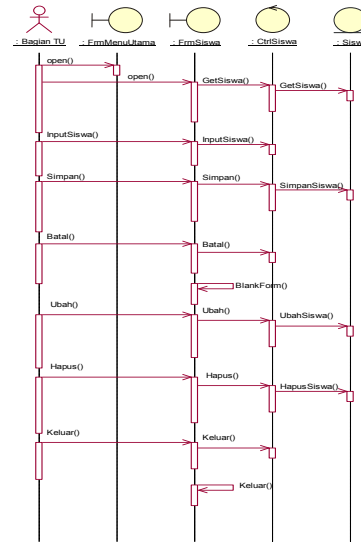 : Bagian TU
: FrmMenuUtama
: FrmSiswa
: CtrlSiswa
: Sisw
open()
open()
GetSiswa()
GetSiswa()
InputSiswa()
InputSiswa()
Simpan()
Simpan()
SimpanSiswa()
Batal()
Batal()
BlankForm()
Ubah()
Ubah()
UbahSiswa()
Hapus()
Hapus()
HapusSiswa()
Keluar()
Keluar()
Keluar()